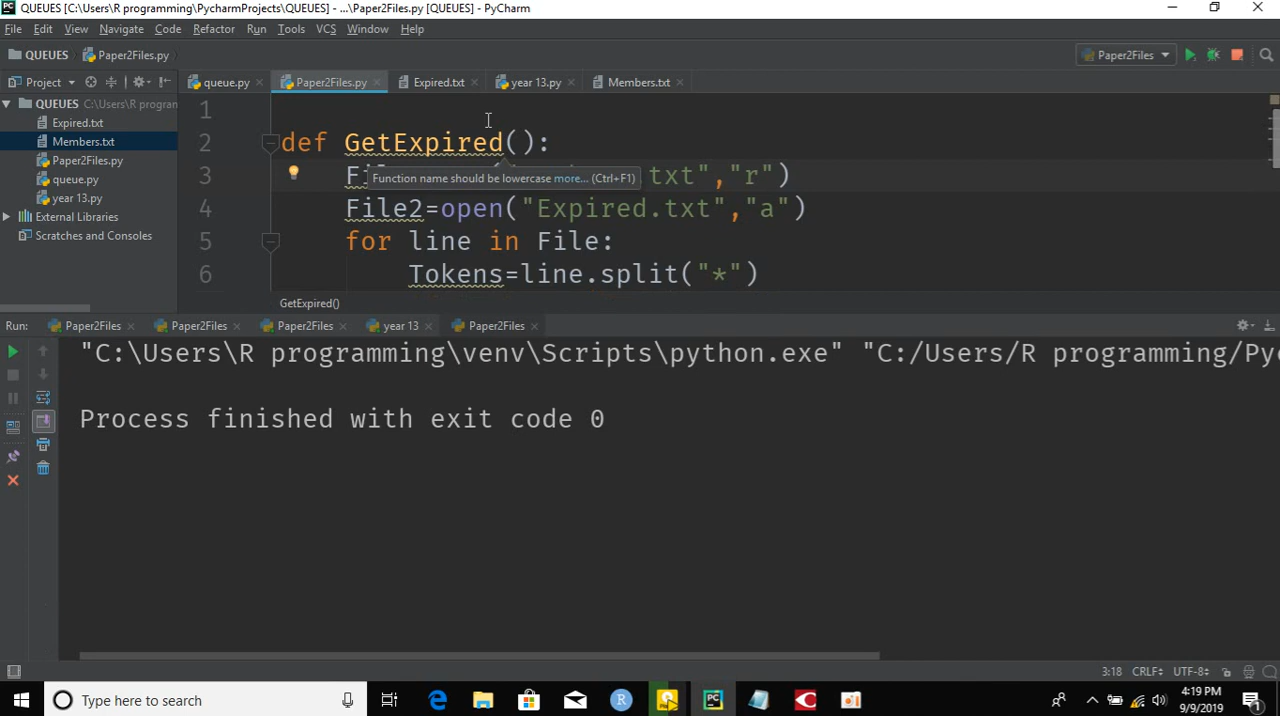 QUEUES [C:\Users\R programming\PycharmProjects\QUEUES] - ...\Paper2Files.py [QUEUES] - PyCharm
File Edit View Navigate Code Refactor Run Tools VCS Window Help
QUEUES Paper2Files.py Paper2Files
Project queue.py Paper2Files.py Expired.txt year 13.py Members.txt
QUEUES C:\Users\R progran
Expired.txt
Members.txt
Paper2Files.py
queue.py
year 13.py
External Libraries
Scratches and Consoles
1
2 def GetExpired():
3 txt","r")
Function name should be lowercase more... (Ctrl+F1)
4 File2=open("Expired.txt","a")
5 for line in File:
6 Tokens=line.split("*")
GetExpired()
Run: Paper2Files Paper2Files Paper2Files year 13 Paper2Files
"C:\Users\R programming\venv\Scripts\python.exe" "C:/Users/R programming/Pyc
Process finished with exit code 0
3:18 CRLF UTF-8
Type here to search
4:19 PM
9/9/2019